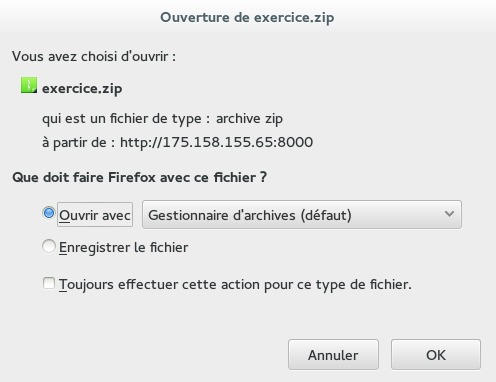 Ouverture de exercice.zip
Vous avez choisi d'ouvrir :
exercice.zip
qui est un fichier de type : archive zip
à partir de : http://175.158.155.65:8000
Que doit faire Firefox avec ce fichier ?
Ouvrir avec Gestionnaire d'archives (défaut)
Enregistrer le fichier
Toujours effectuer cette action pour ce type de fichier.
Annuler OK